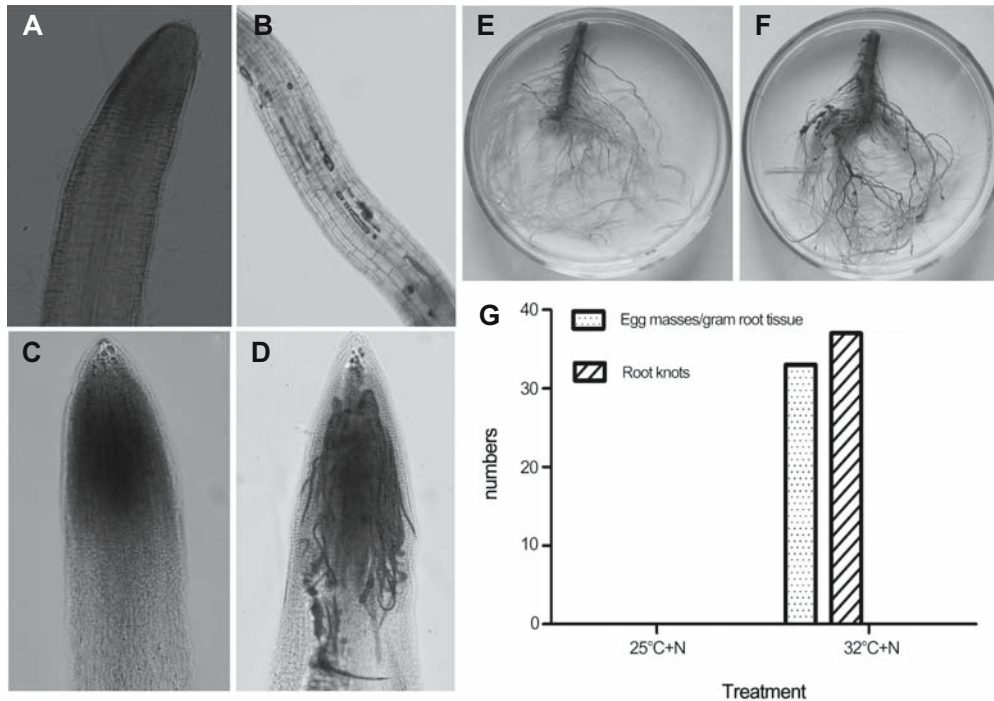 A
B
E
F
C
D
G
Egg masses/gram root tissue
Root knots
numbers
40
30
20
10
0
25°C+N
32°C+N
Treatment